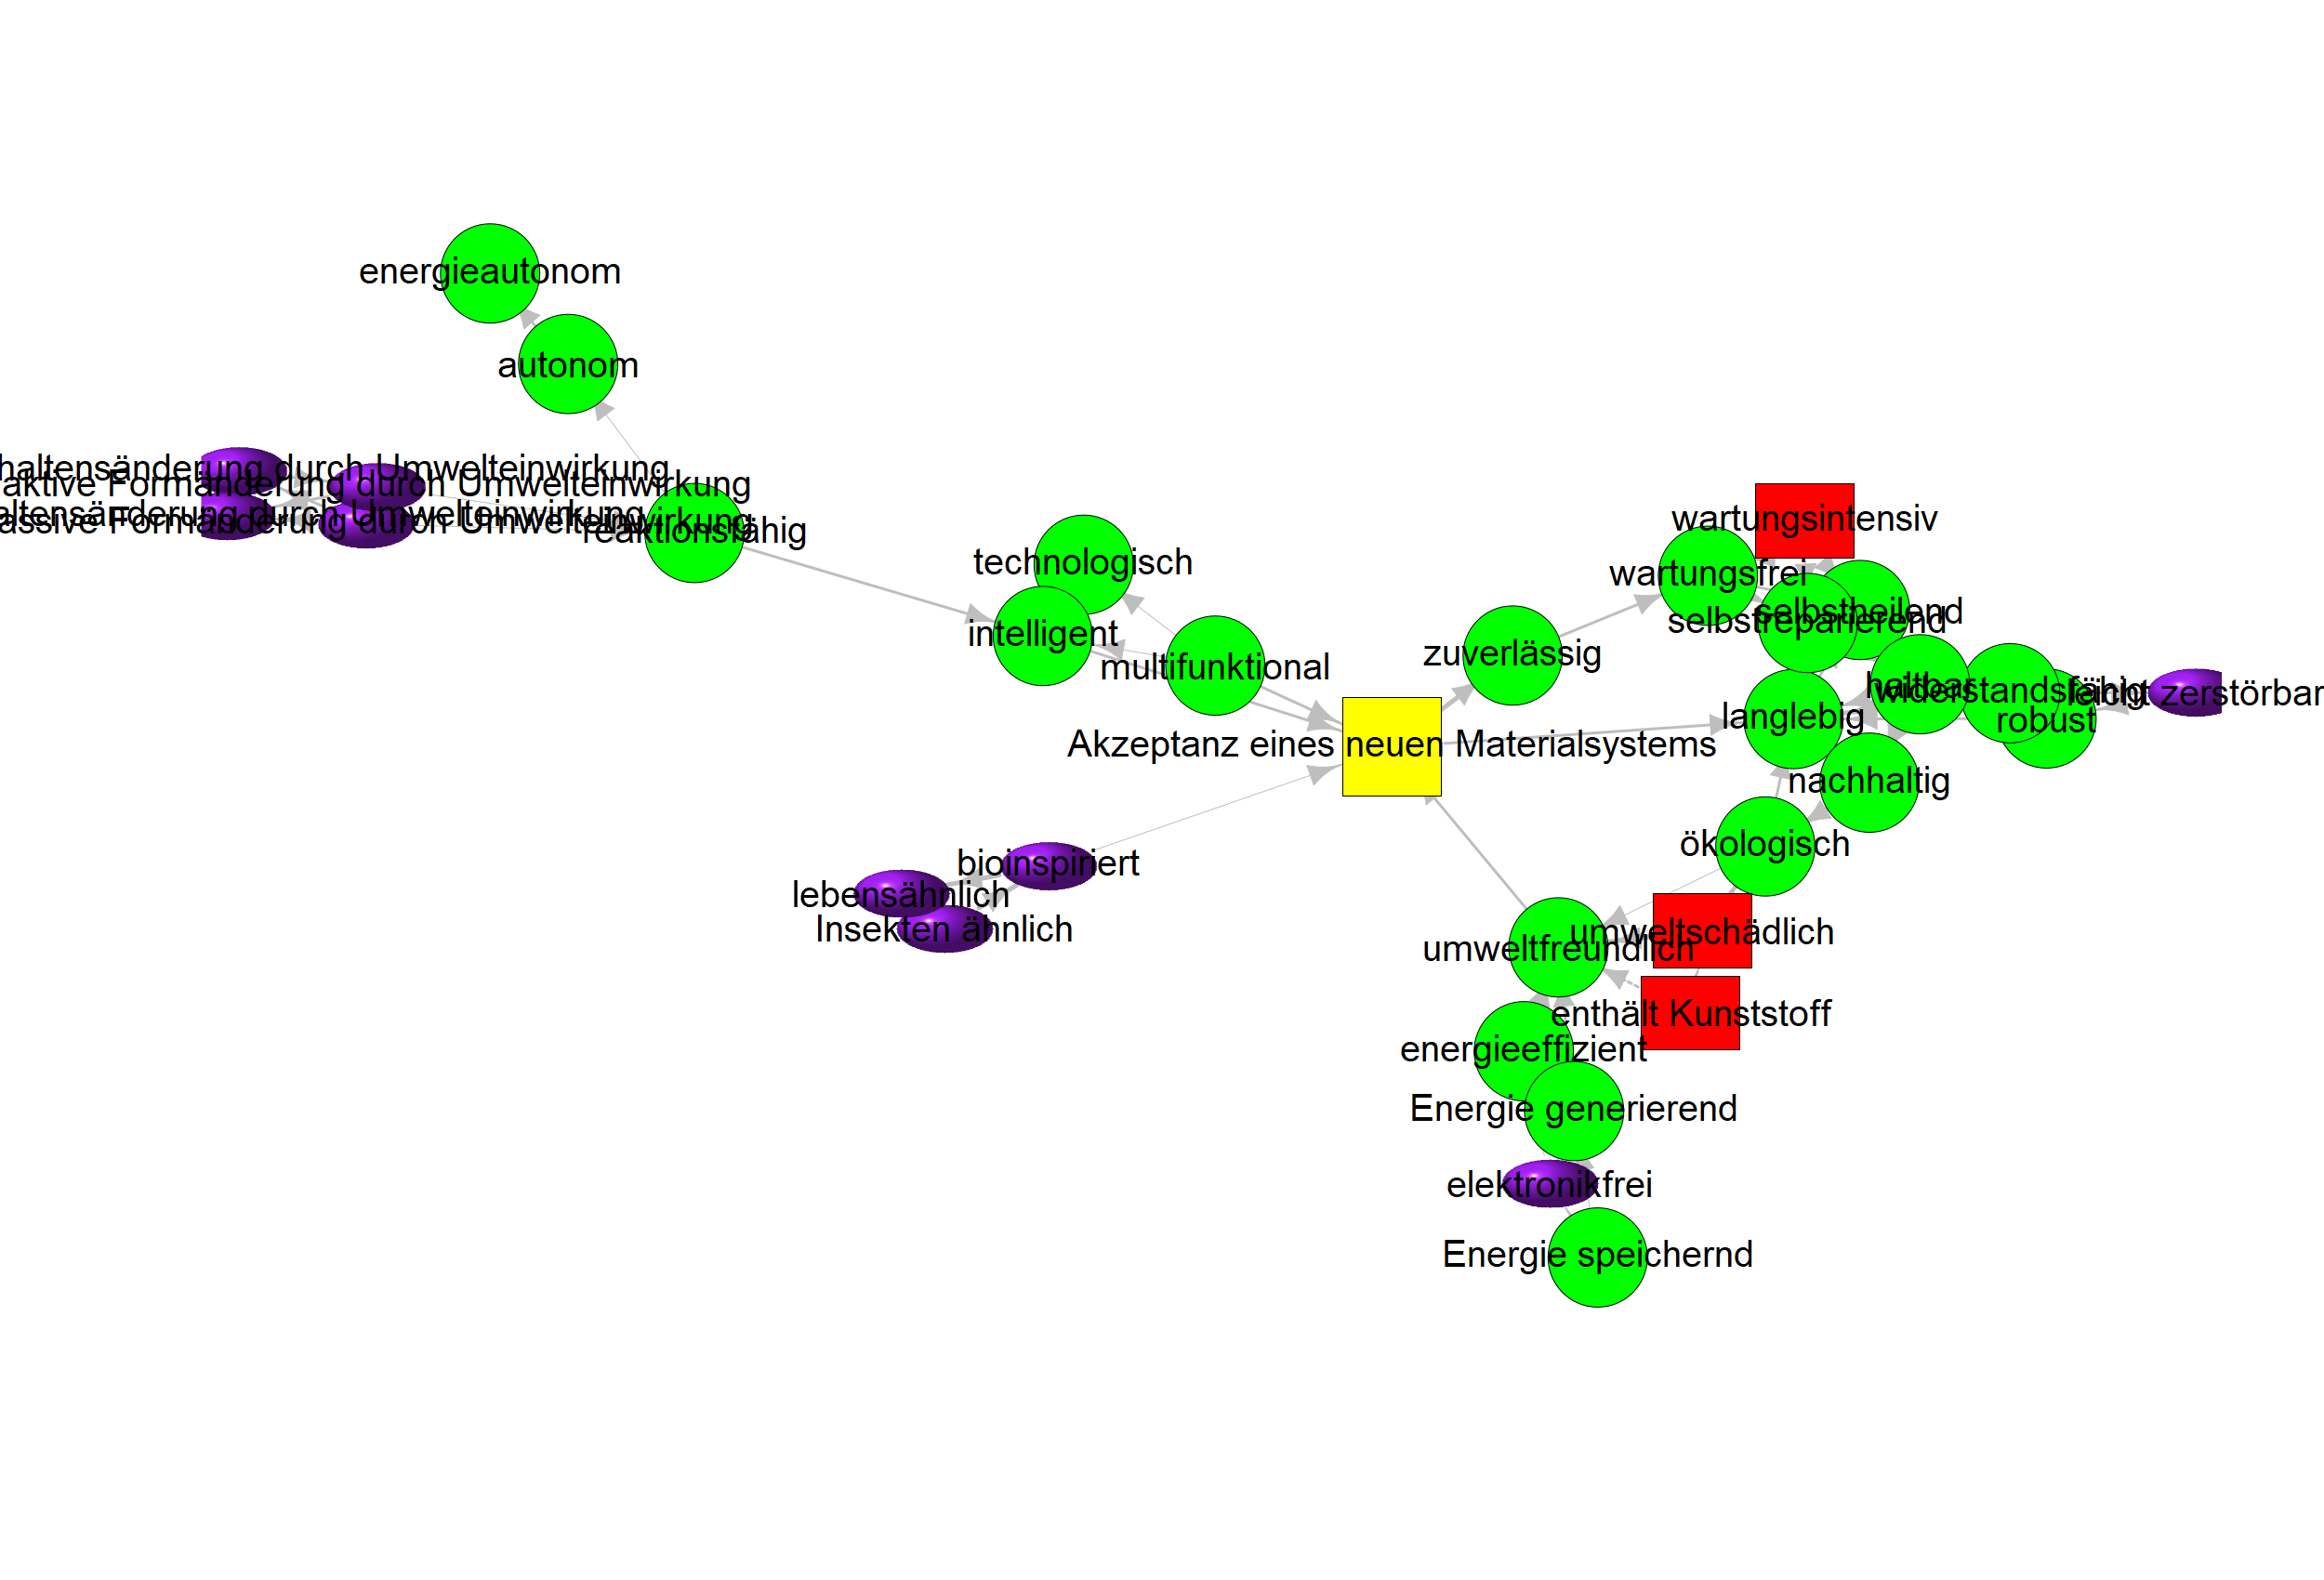 energieautonom
autonom
haltensänderung durch Umwelteinwirkung
aktive Formänderung durch Umwelteinwirkung
altensänderung durch Umwelteinwirkung
assive Formänderung durch Umwelteinwirkung
reaktionsfähig
technologisch
intelligent
multifunktional
Akzeptanz eines neuen Materialsystems
zuverlässig
wartungsintensiv
wartungsfrei
selbstheilend
selbstreparierend
haltbar
widerstandsfähig
leicht zerstörbar
robust
langlebig
nachhaltig
ökologisch
bioinspiriert
lebensähnlich
Insekten ähnlich
umweltschädlich
umweltfreundlich
enthält Kunststoff
energieeffizient
Energie generierend
elektronikfrei
Energie speichernd